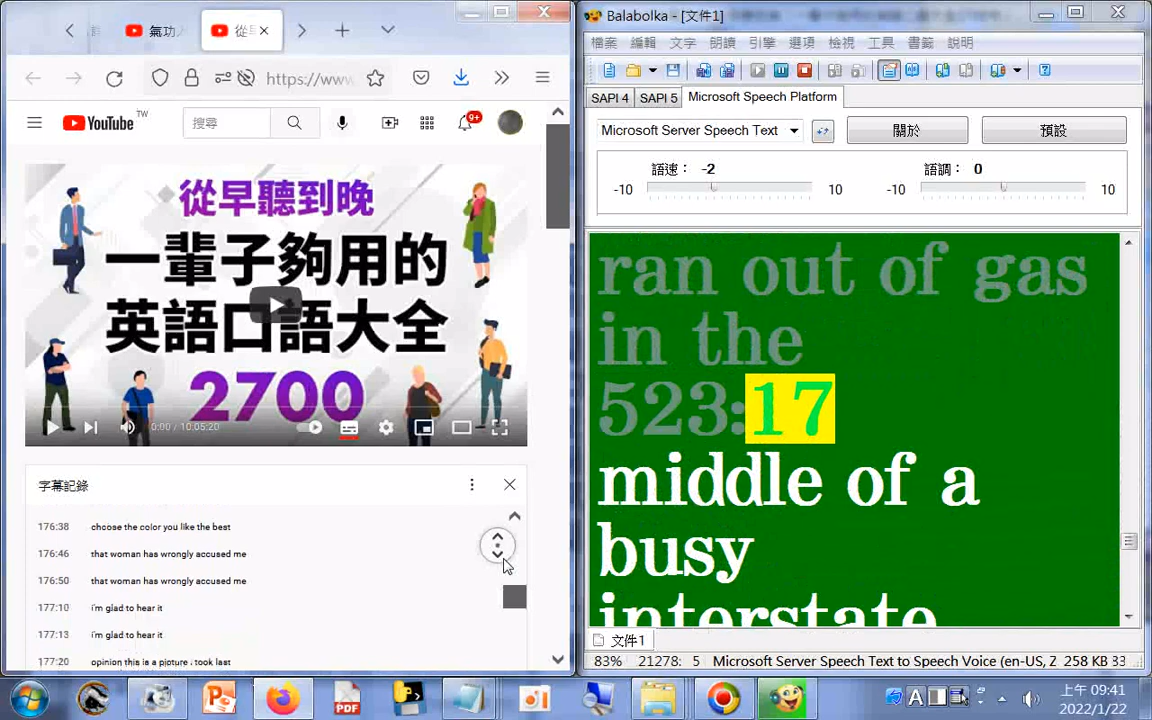 氣功
從
https://www
YouTube TW
搜尋
9+
從早聽到晚
一輩子夠用的
英語口語大全
2700
0:00 / 10:05:20
字幕記錄
176:38 choose the color you like the best
176:46 that woman has wrongly accused me
176:50 that woman has wrongly accused me
177:10 i'm glad to hear it
177:13 i'm glad to hear it
177:20 opinion this is a picture i took last
Balabolka - [文件1]
檔案 編輯 文字 朗讀 引擎 選項 檢視 工具 書籤 說明
SAPI 4 SAPI 5 Microsoft Speech Platform
Microsoft Server Speech Text 關於 預設
語速： -2 語調： 0
-10 10 -10 10
ran out of gas
in the
523:17
middle of a
busy
interstate
文件1
83% 21278: 5 Microsoft Server Speech Text to Speech Voice (en-US, Z 258 KB 33
PDF
A
上午 09:41
2022/1/22